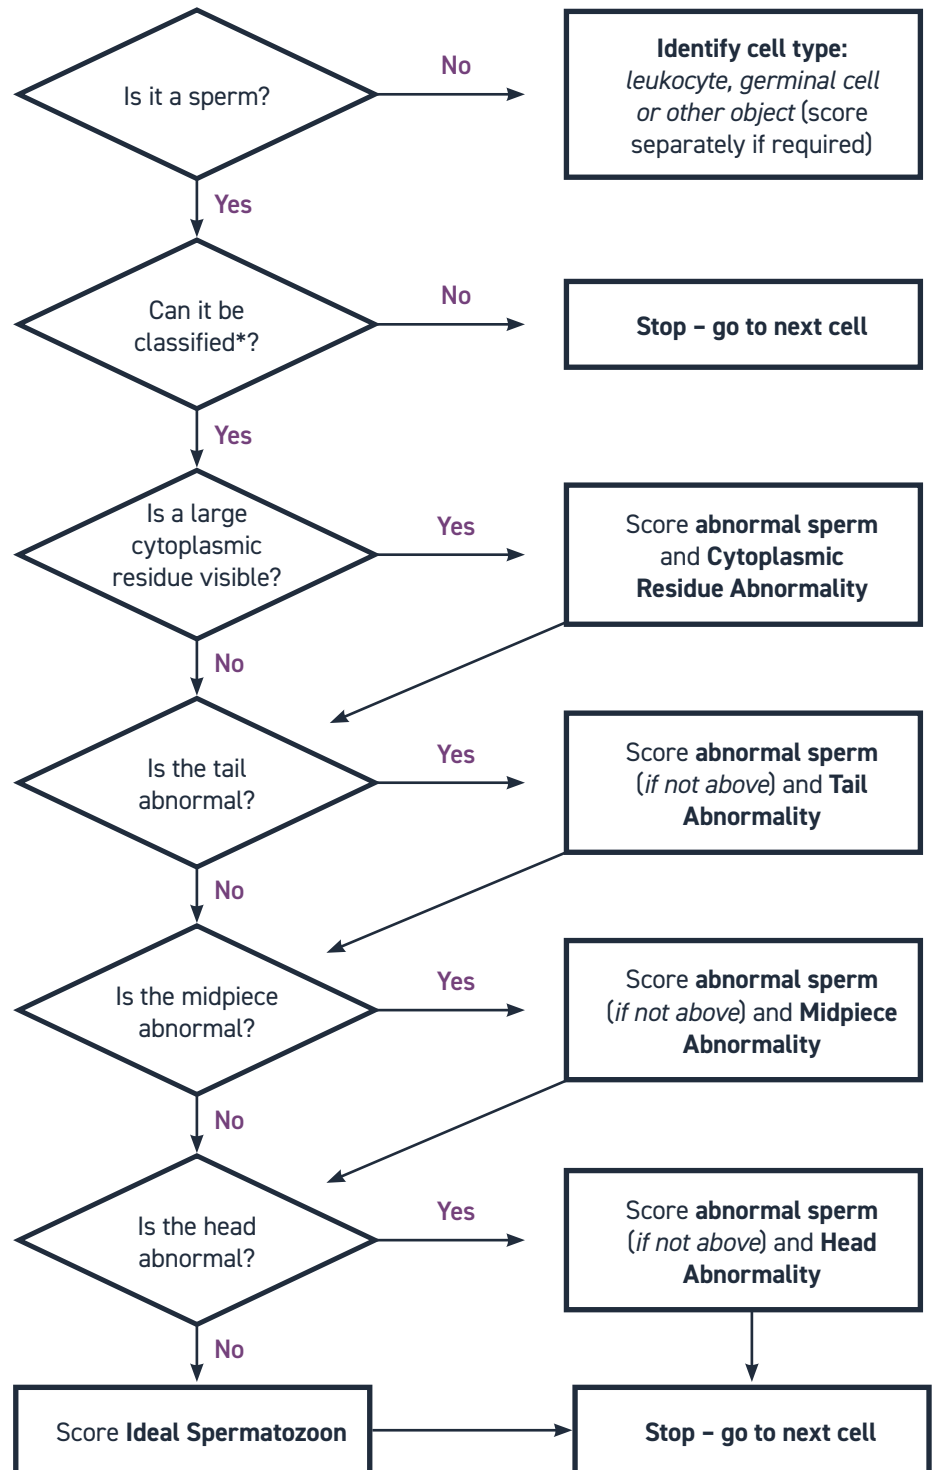 Is it a sperm?
No
Identify cell type:
leukocyte, germinal cell
or other object (score
separately if required)
Yes
Can it be
classified*?
No
Stop – go to next cell
Yes
Is a large
cytoplasmic
residue visible?
Yes
Score abnormal sperm
and Cytoplasmic
Residue Abnormality
No
Is the tail
abnormal?
Yes
Score abnormal sperm
(if not above) and Tail
Abnormality
No
Is the midpiece
abnormal?
Yes
Score abnormal sperm
(if not above) and Midpiece
Abnormality
No
Is the head
abnormal?
Yes
Score abnormal sperm
(if not above) and Head
Abnormality
No
Score Ideal Spermatozoon
Stop – go to next cell